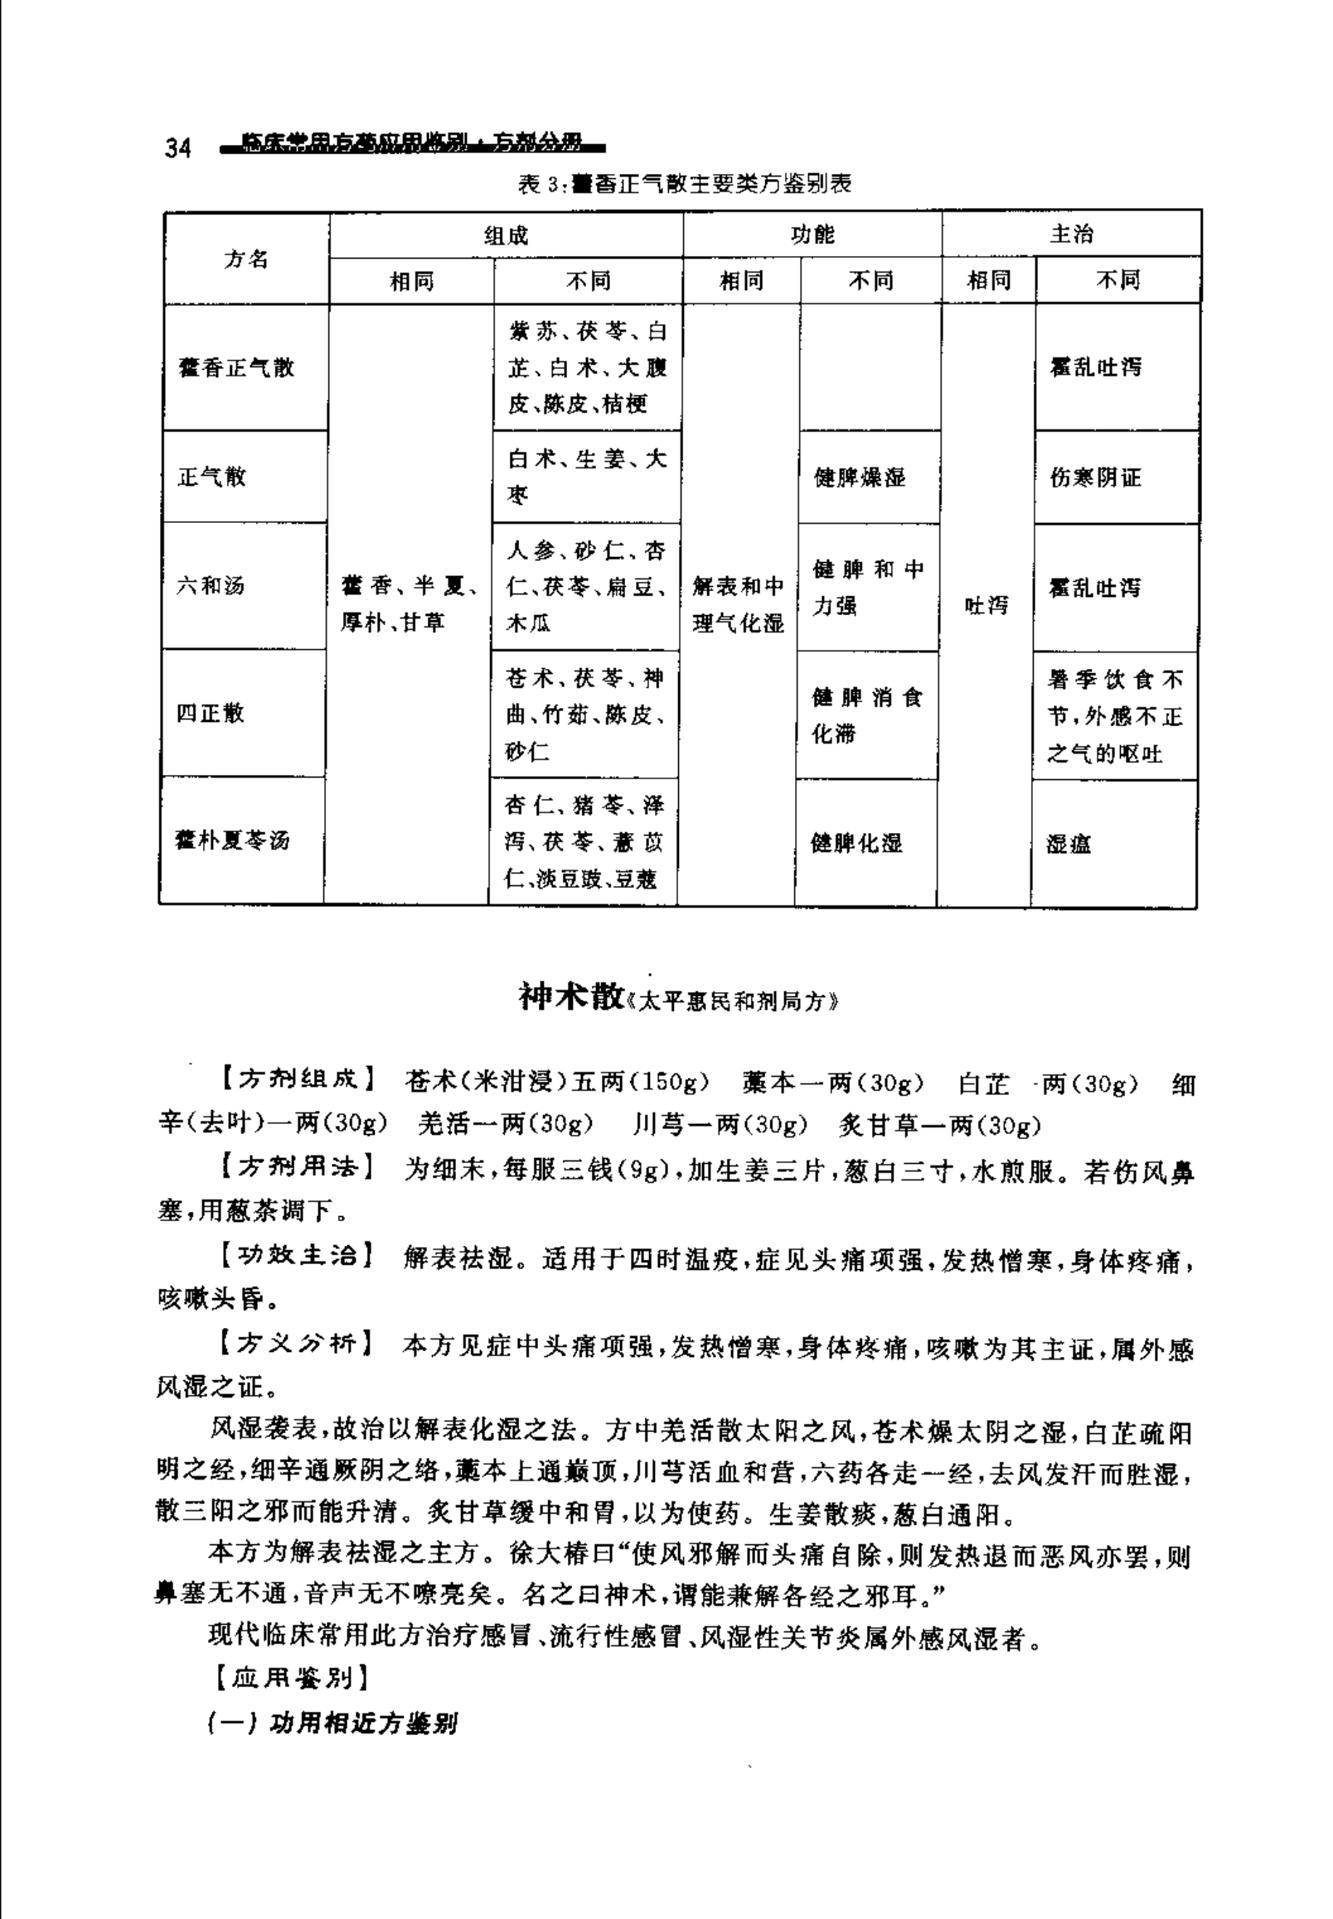 34 临床常用方药应用鉴别·方剂分册
表 3:藿香正气散主要类方鉴别表
方名 组成 功能 主治
相同 不同 相同 不同 相同 不同
藿香正气散 紫苏、茯苓、白芷、白术、大腹皮、陈皮、桔梗 霍乱吐泻
正气散 白术、生姜、大枣 健脾燥湿 伤寒阴证
六和汤 藿香、半夏、厚朴、甘草 人参、砂仁、杏仁、茯苓、扁豆、木瓜 解表和中理气化湿 健脾和中力强 吐泻 霍乱吐泻
四正散 苍术、茯苓、神曲、竹茹、陈皮、砂仁 健脾消食化滞 暑季饮食不节,外感不正之气的呕吐
藿朴夏苓汤 杏仁、猪苓、泽泻、茯苓、薏苡仁、淡豆豉、豆蔻 健脾化湿 湿瘟
神术散《太平惠民和剂局方》
【方剂组成】 苍术(米泔浸)五两(150g) 藁本一两(30g) 白芷一两(30g) 细
辛(去叶)一两(30g) 羌活一两(30g) 川芎一两(30g) 炙甘草一两(30g)
【方剂用法】 为细末,每服三钱(9g),加生姜三片,葱白三寸,水煎服。若伤风鼻
塞,用葱茶调下。
【功效主治】 解表祛湿。适用于四时温疫,症见头痛项强,发热憎寒,身体疼痛,
咳嗽头昏。
【方义分析】 本方见症中头痛项强,发热憎寒,身体疼痛,咳嗽为其主证,属外感
风湿之证。
风湿袭表,故治以解表化湿之法。方中羌活散太阳之风,苍术燥太阴之湿,白芷疏阳
明之经,细辛通厥阴之络,藁本上通巅顶,川芎活血和营,六药各走一经,去风发汗而胜湿,
散三阳之邪而能升清。炙甘草缓中和胃,以为使药。生姜散痰,葱白通阳。
本方为解表祛湿之主方。徐大椿曰“使风邪解而头痛自除,则发热退而恶风亦罢,则
鼻塞无不通,音声无不嘹亮矣。名之曰神术,谓能兼解各经之邪耳。”
现代临床常用此方治疗感冒、流行性感冒、风湿性关节炎属外感风湿者。
【应用鉴别】
(一)功用相近方鉴别